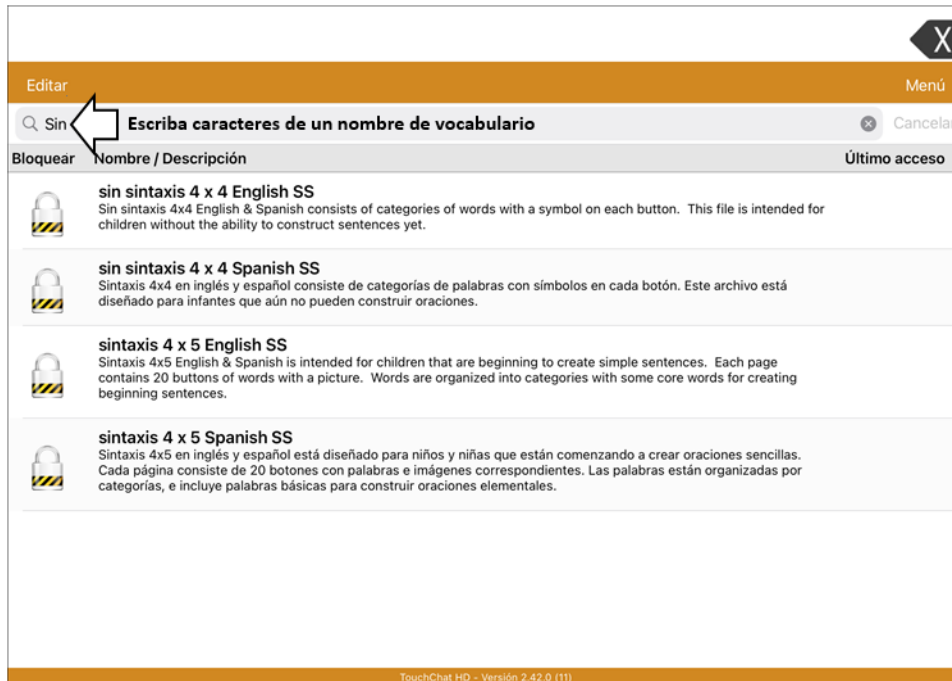 X
Editar Menú
Sin Escriba caracteres de un nombre de vocabulario Cancelar
Bloquear Nombre / Descripción Último acceso
sin sintaxis 4 x 4 English SS
Sin sintaxis 4x4 English & Spanish consists of categories of words with a symbol on each button. This file is intended for
children without the ability to construct sentences yet.
sin sintaxis 4 x 4 Spanish SS
Sintaxis 4x4 en inglés y español consiste de categorías de palabras con símbolos en cada botón. Este archivo está
diseñado para infantes que aún no pueden construir oraciones.
sintaxis 4 x 5 English SS
Sintaxis 4x5 English & Spanish is intended for children that are beginning to create simple sentences. Each page
contains 20 buttons of words with a picture. Words are organized into categories with some core words for creating
beginning sentences.
sintaxis 4 x 5 Spanish SS
Sintaxis 4x5 en inglés y español está diseñado para niños y niñas que están comenzando a crear oraciones sencillas.
Cada página consiste de 20 botones con palabras e imágenes correspondientes. Las palabras están organizadas por
categorías, e incluye palabras básicas para construir oraciones elementales.
TouchChat HD - Versión 2.42.0 (11)